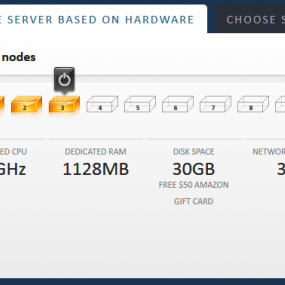 E SERVER BASED ON HARDWARE
CHOOSE S
nodes
2 3 4 5 6 7 8
ED CPU DEDICATED RAM DISK SPACE NETWOR
GHz 1128MB 30GB 3
FREE $50 AMAZON
GIFT CARD